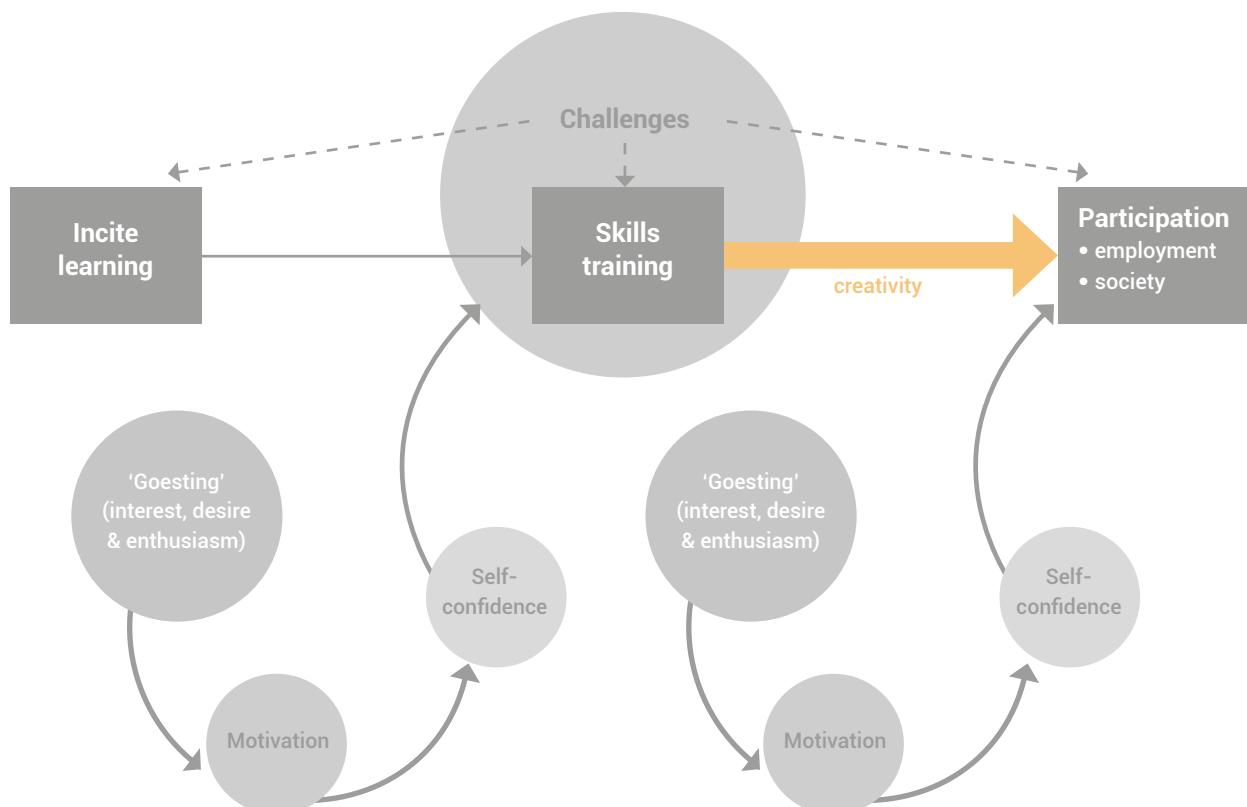 Challenges
Incite
learning
Skills
training
Participation
• employment
• society
creativity
‘Goesting’
(interest, desire
& enthusiasm)
Self-
confidence
Motivation
‘Goesting’
(interest, desire
& enthusiasm)
Self-
confidence
Motivation